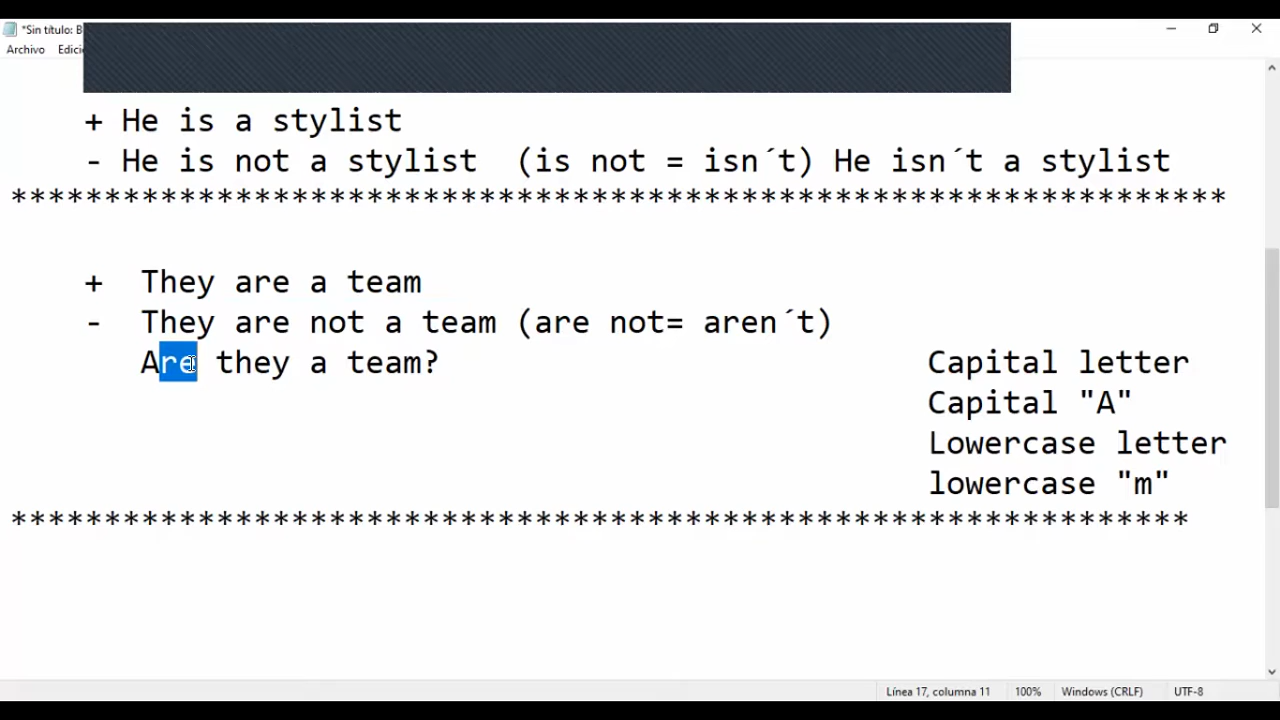 *Sin título: B
Archivo Edici
+ He is a stylist
- He is not a stylist  (is not = isn´t) He isn´t a stylist
*****************************************************************
+  They are a team
-  They are not a team (are not= aren´t)
Are they a team? Capital letter
Capital "A"
Lowercase letter
lowercase "m"
***************************************************************
Línea 17, columna 11 100% Windows (CRLF) UTF-8